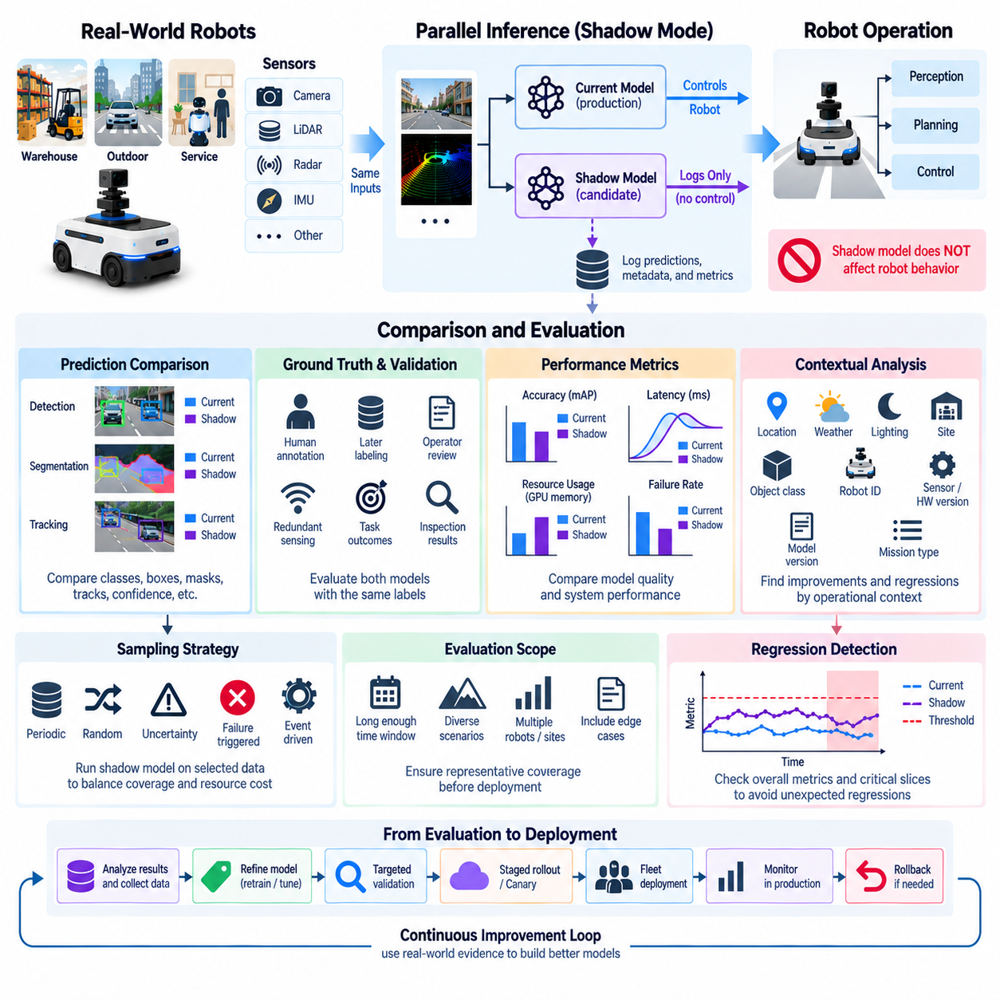 Real-World Robots
Warehouse
Outdoor
Service
Sensors
Camera
LiDAR
Radar
IMU
Other
Same
Inputs
Parallel Inference (Shadow Mode)
Current Model
(production)
Controls
Robot
Shadow Model
(candidate)
Logs Only
(no control)
Log predictions,
metadata, and metrics
Robot Operation
Perception
Planning
Control
Shadow model does NOT
affect robot behavior
Comparison and Evaluation
Prediction Comparison
Detection
Current
Shadow
Segmentation
Current
Shadow
Tracking
Current
Shadow
Compare classes, boxes, masks,
tracks, confidence, etc.
Ground Truth & Validation
Human
annotation
Later
labeling
Operator
review
Redundant
sensing
Task
outcomes
Inspection
results
Evaluate both models
with the same labels
Performance Metrics
Accuracy (mAP)
Current
Shadow
Latency (ms)
Current
Shadow
Resource Usage
(GPU memory)
Current
Shadow
Failure Rate
Current
Shadow
Compare model quality
and system performance
Contextual Analysis
Location
Weather
Lighting
Site
Object class
Robot ID
Sensor /
HW version
Model
version
Mission type
Find improvements and regressions
by operational context
Sampling Strategy
Periodic
Random
Uncertainty
Failure
triggered
Event
driven
Run shadow model on selected data
to balance coverage and resource cost
Evaluation Scope
Long enough
time window
Diverse
scenarios
Multiple
robots / sites
Include edge
cases
Ensure representative coverage
before deployment
Regression Detection
Metric
Time
Current
Shadow
Threshold
Check overall metrics and critical slices
to avoid unexpected regressions
From Evaluation to Deployment
Analyze results
and collect data
Refine model
(retrain / tune)
Targeted
validation
Staged rollout
/ Canary
Fleet
deployment
Monitor
in production
Rollback
if needed
Continuous Improvement Loop
use real-world evidence to build better models